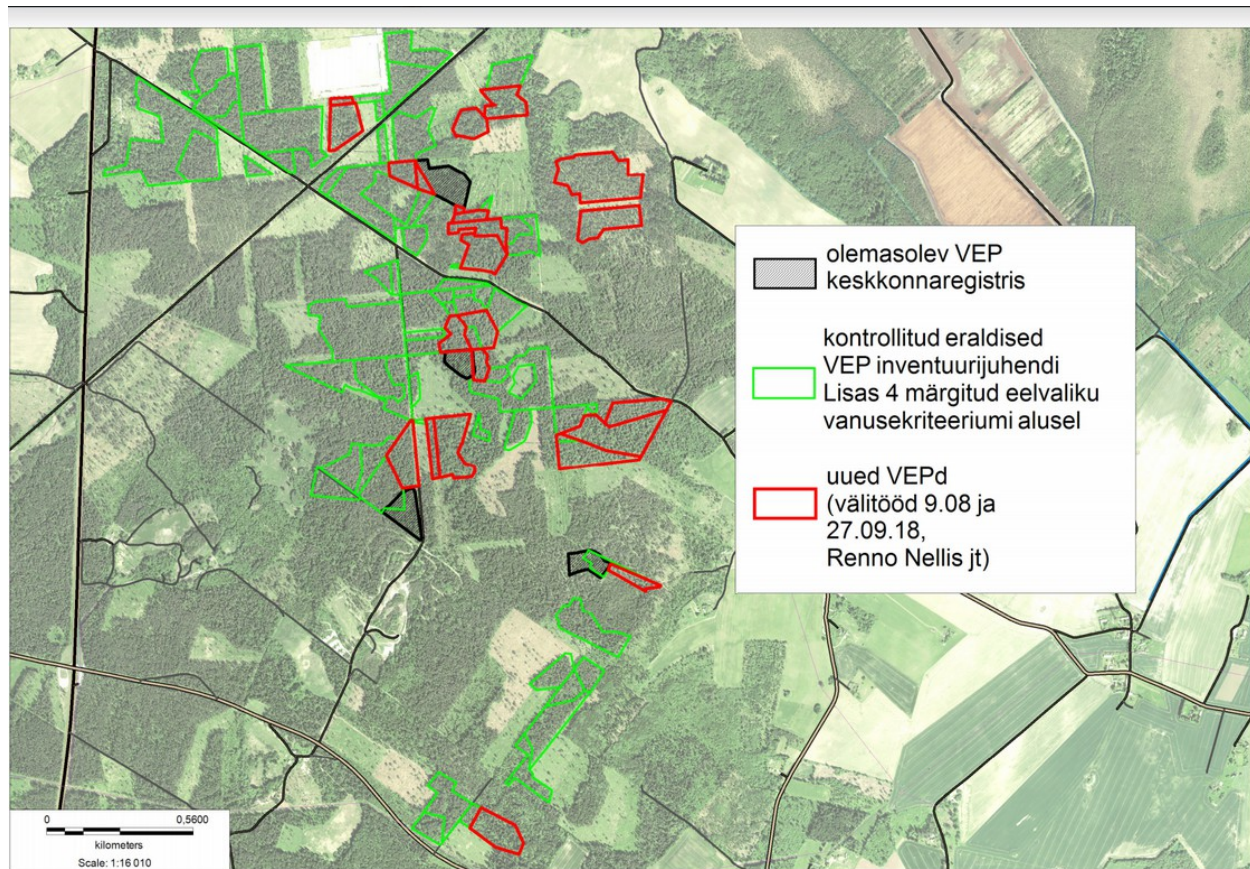 olemasolev VEP
keskkonnaregistris
kontrollitud eraldised
VEP inventuurijuhendi
Lisas 4 märgitud eelvaliku
vanusekriteeriumi alusel
uued VEPd
(välitööd 9.08 ja
27.09.18,
Renno Nellis jt)
0 0,5600
kilometers
Scale: 1:16 010